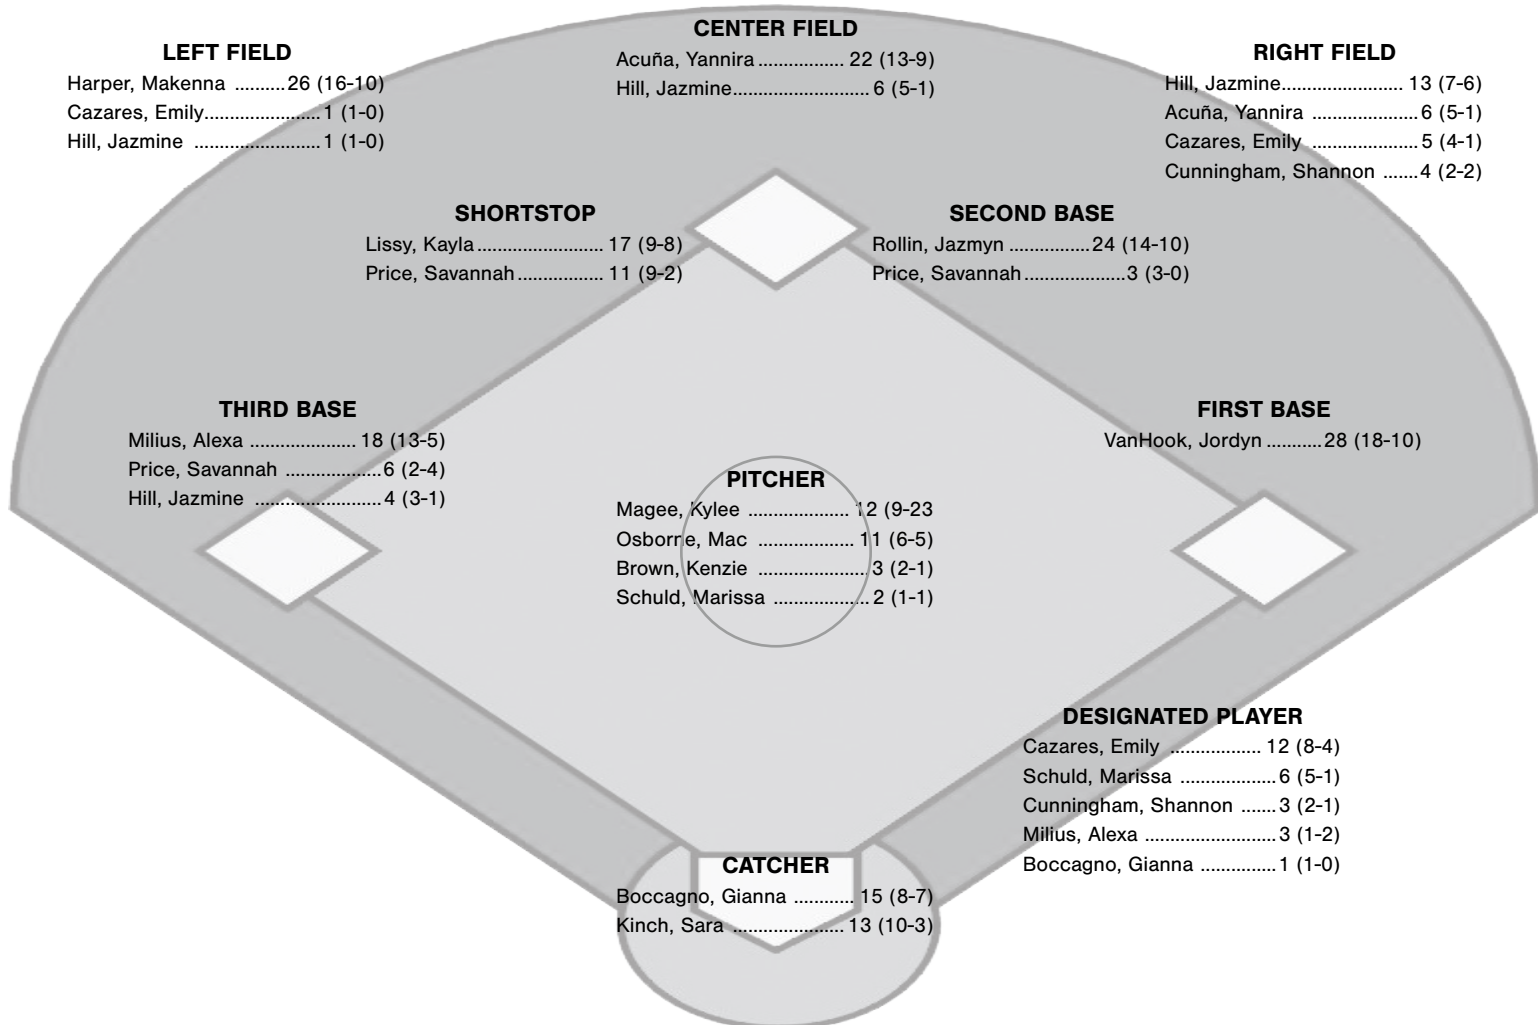 CENTER FIELD
Acuña, Yannira ................ 22 (13-9)
Hill, Jazmine......................... 6 (5-1)
LEFT FIELD
Harper, Makenna ..........26 (16-10)
Cazares, Emily.....................1 (1-0)
Hill, Jazmine .......................1 (1-0)
RIGHT FIELD
Hill, Jazmine...................... 13 (7-6)
Acuña, Yannira ....................6 (5-1)
Cazares, Emily ....................5 (4-1)
Cunningham, Shannon .......4 (2-2)
SHORTSTOP
Lissy, Kayla ....................... 17 (9-8)
Price, Savannah ................ 11 (9-2)
SECOND BASE
Rollin, Jazmyn ...............24 (14-10)
Price, Savannah ...................3 (3-0)
THIRD BASE
Milius, Alexa .................... 18 (13-5)
Price, Savannah ..................6 (2-4)
Hill, Jazmine .......................4 (3-1)
FIRST BASE
VanHook, Jordyn ..........28 (18-10)
PITCHER
Magee, Kylee ................... 12 (9-23
Osborne, Mac .................. 11 (6-5)
Brown, Kenzie ....................3 (2-1)
Schuld, Marissa ..................2 (1-1)
DESIGNATED PLAYER
Cazares, Emily ................. 12 (8-4)
Schuld, Marissa ..................6 (5-1)
Cunningham, Shannon .......3 (2-1)
Milius, Alexa ........................3 (1-2)
Boccagno, Gianna ..............1 (1-0)
CATCHER
Boccagno, Gianna ............ 15 (8-7)
Kinch, Sara ..................... 13 (10-3)